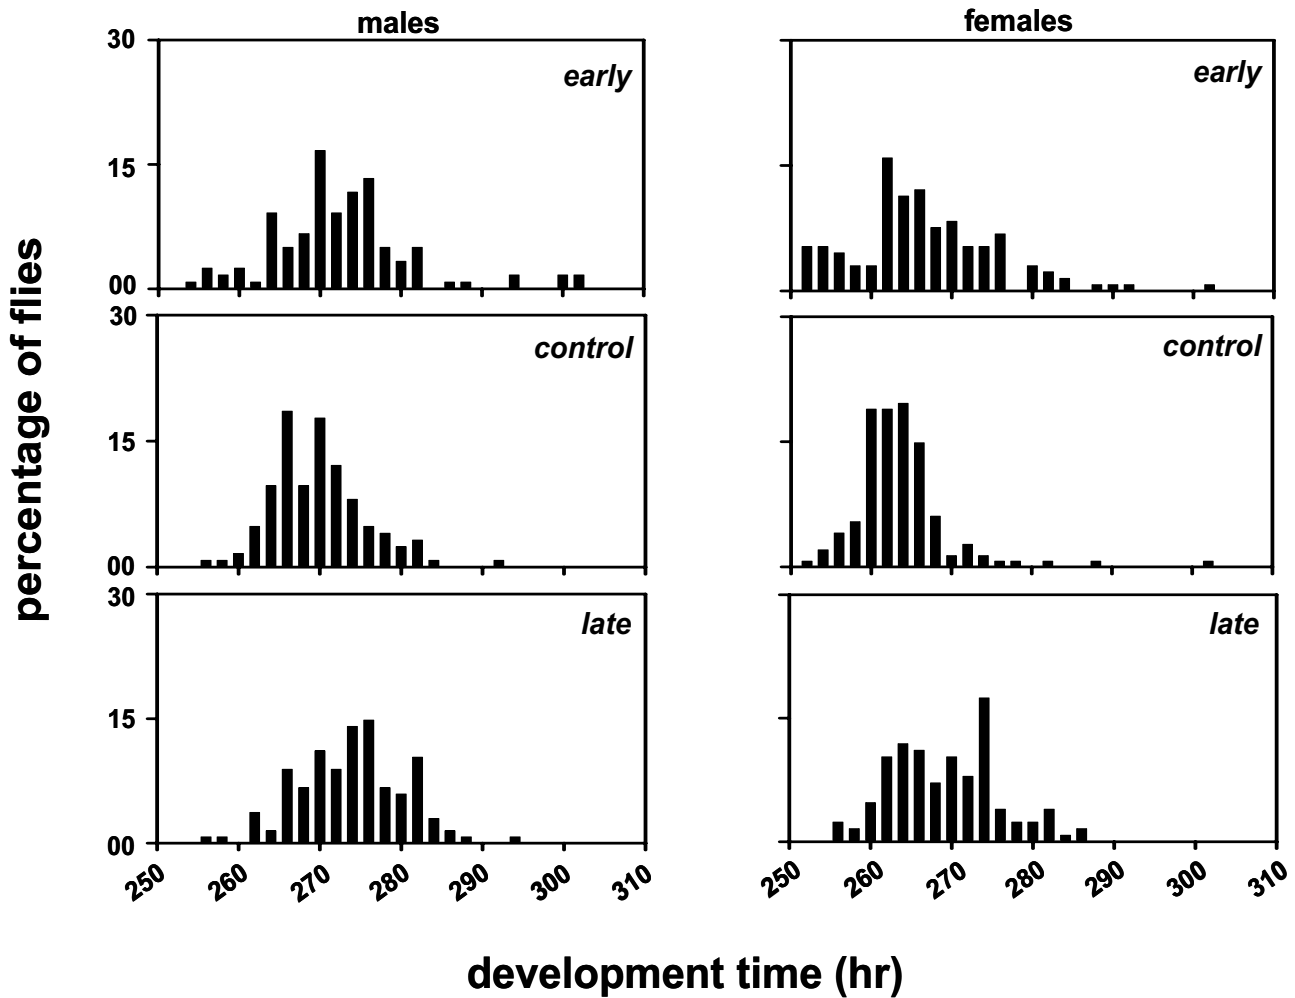 males
females
30
early
early
15
00
30
control
control
15
00
30
late
late
15
00
percentage of flies
250 260 270 280 290 300 310
250 260 270 280 290 300 310
development time (hr)